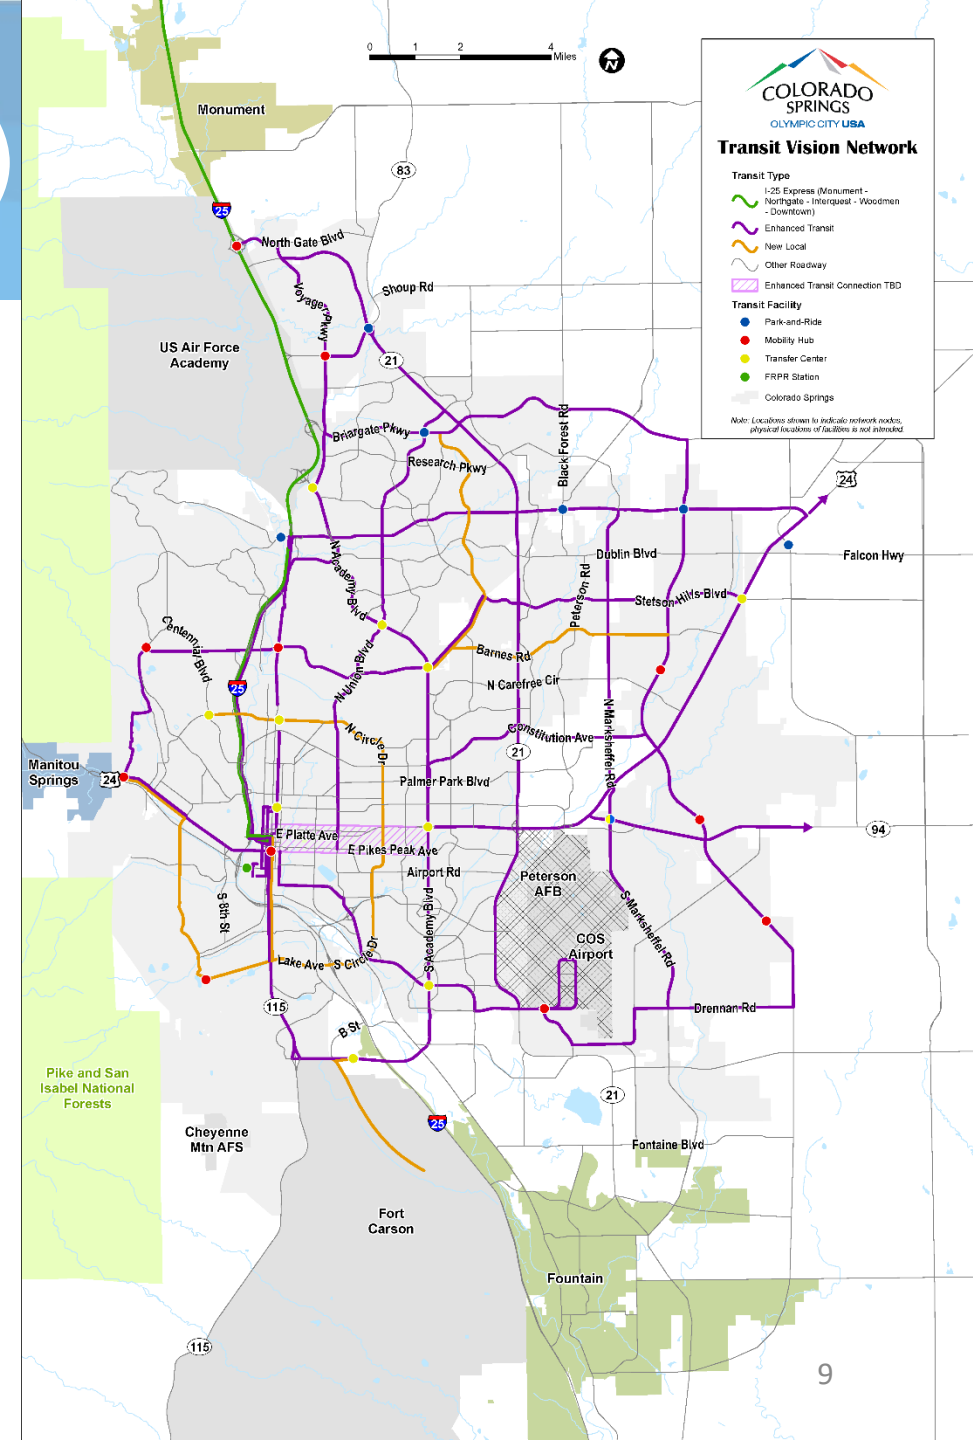 0 1 2 4
Miles
N
COLORADO
SPRINGS
OLYMPIC CITY USA
Transit Vision Network
Transit Type
I-25 Express (Monument -
Northgate - Interquest - Woodmen
- Downtown)
Enhanced Transit
New Local
Other Roadway
Enhanced Transit Connection TBD
Transit Facility
Park-and-Ride
Mobility Hub
Transfer Center
FRPR Station
Colorado Springs
Note: Locations shown to indicate network nodes,
physical locations of facilities is not intended.
Monument
83
25
North Gate Blvd
Voyager Pkwy
Shoup Rd
US Air Force
Academy
21
Briargate Pkwy
Research Pkwy
Black Forest Rd
24
Dublin Blvd
Falcon Hwy
N Academy Blvd
Peterson Rd
Stetson Hills Blvd
Centennial Blvd
N Union Blvd
Barnes Rd
25
N Carefree Cir
N Circle Dr
Constitution Ave
N Marksheffel Rd
21
Manitou
Springs
24
Palmer Park Blvd
E Platte Ave
94
E Pikes Peak Ave
Airport Rd
Peterson
AFB
S 8th St
S Academy Blvd
S Marksheffel Rd
COS
Airport
Lake Ave
S Circle Dr
115
Drennan Rd
B St
Pike and San
Isabel National
Forests
21
25
Cheyenne
Mtn AFS
Fontaine Blvd
Fort
Carson
Fountain
115
9